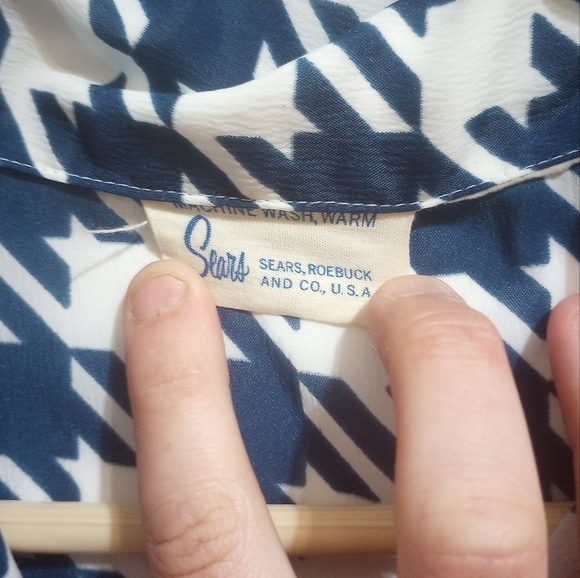 MACHINE WASH, WARM
Sears
SEARS, ROEBUCK
AND CO., U.S.A